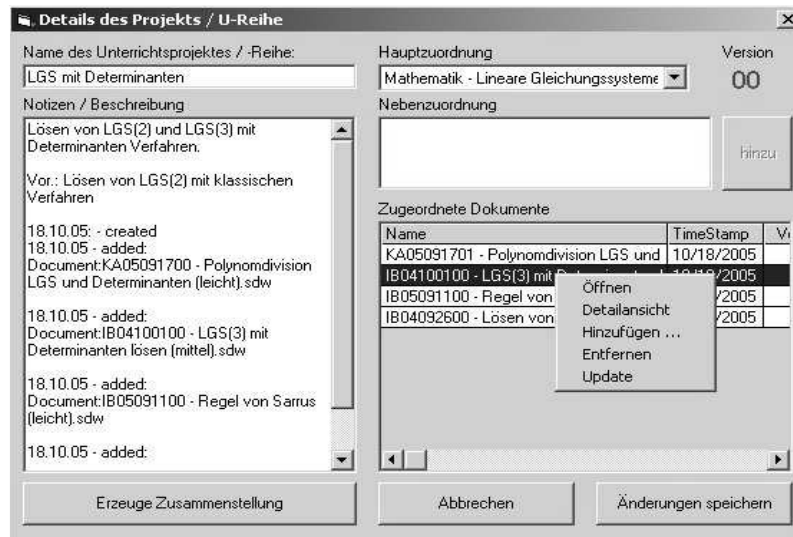 Details des Projekts / U-Reihe
Name des Unterrichtsprojektes / -Reihe:
LGS mit Determinanten
Notizen / Beschreibung
Lösen von LGS(2) und LGS(3) mit
Determinanten Verfahren.
Vor.: Lösen von LGS(2) mit klassischen
Verfahren
18.10.05: - created
18.10.05 - added:
Document:KA05091700 - Polynomdivision
LGS und Determinanten (leicht).sdw
18.10.05 - added:
Document:IB04100100 - LGS(3) mit
Determinanten lösen (mittel).sdw
18.10.05 - added:
Document:IB05091100 - Regel von Sarrus
(leicht).sdw
18.10.05 - added:
Hauptzuordnung
Version
Mathematik - Lineare Gleichungssysteme
00
Nebenzuordnung
hinzu
Zugeordnete Dokumente
Name TimeStamp
KA05091701 - Polynomdivision LGS und 10/18/2005
IB04100100 - LGS(3) mit
IB05091100 - Regel von /2005
IB04092600 - Lösen von /2005
Öffnen
Detailansicht
Hinzufügen ...
Entfernen
Update
Erzeuge Zusammenstellung
Abbrechen
Änderungen speichern